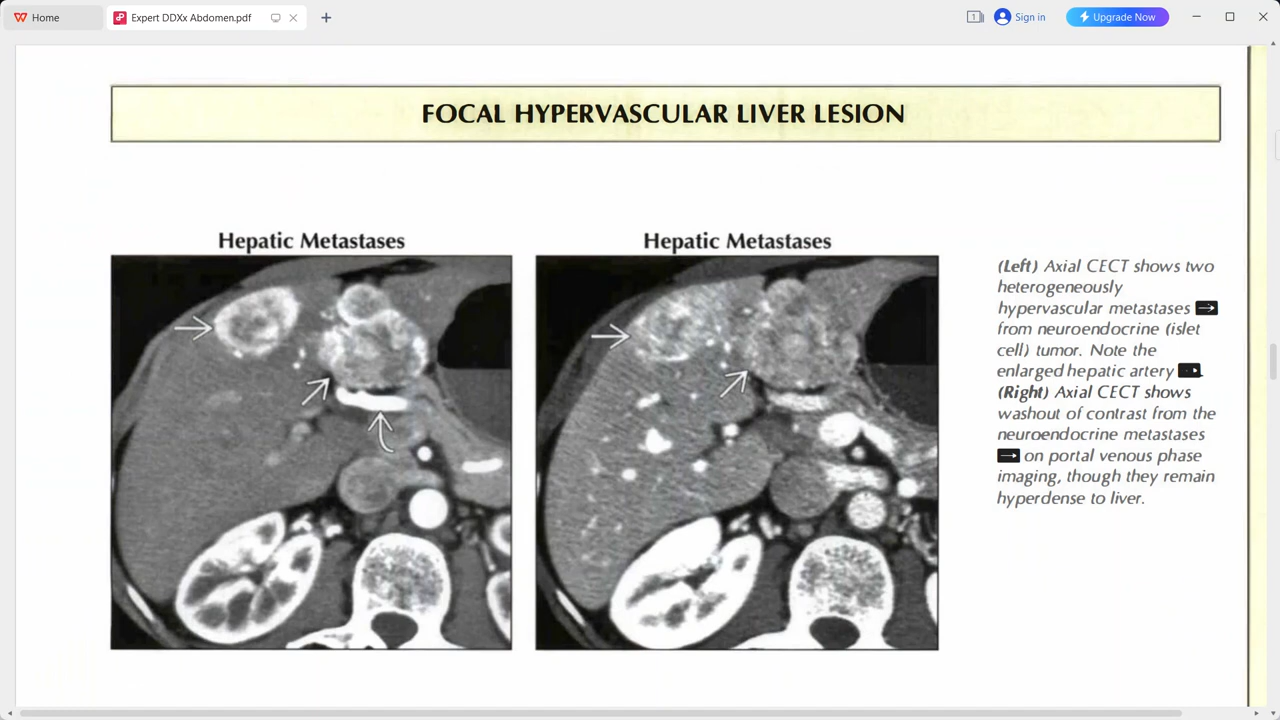 Home
Expert DDXx Abdomen.pdf
1
Sign in
Upgrade Now
FOCAL HYPERVASCULAR LIVER LESION
Hepatic Metastases
Hepatic Metastases
(Left) Axial CECT shows two
heterogeneously
hypervascular metastases
from neuroendocrine (islet
cell) tumor. Note the
enlarged hepatic artery
(Right) Axial CECT shows
washout of contrast from the
neuroendocrine metastases
on portal venous phase
imaging, though they remain
hyperdense to liver.